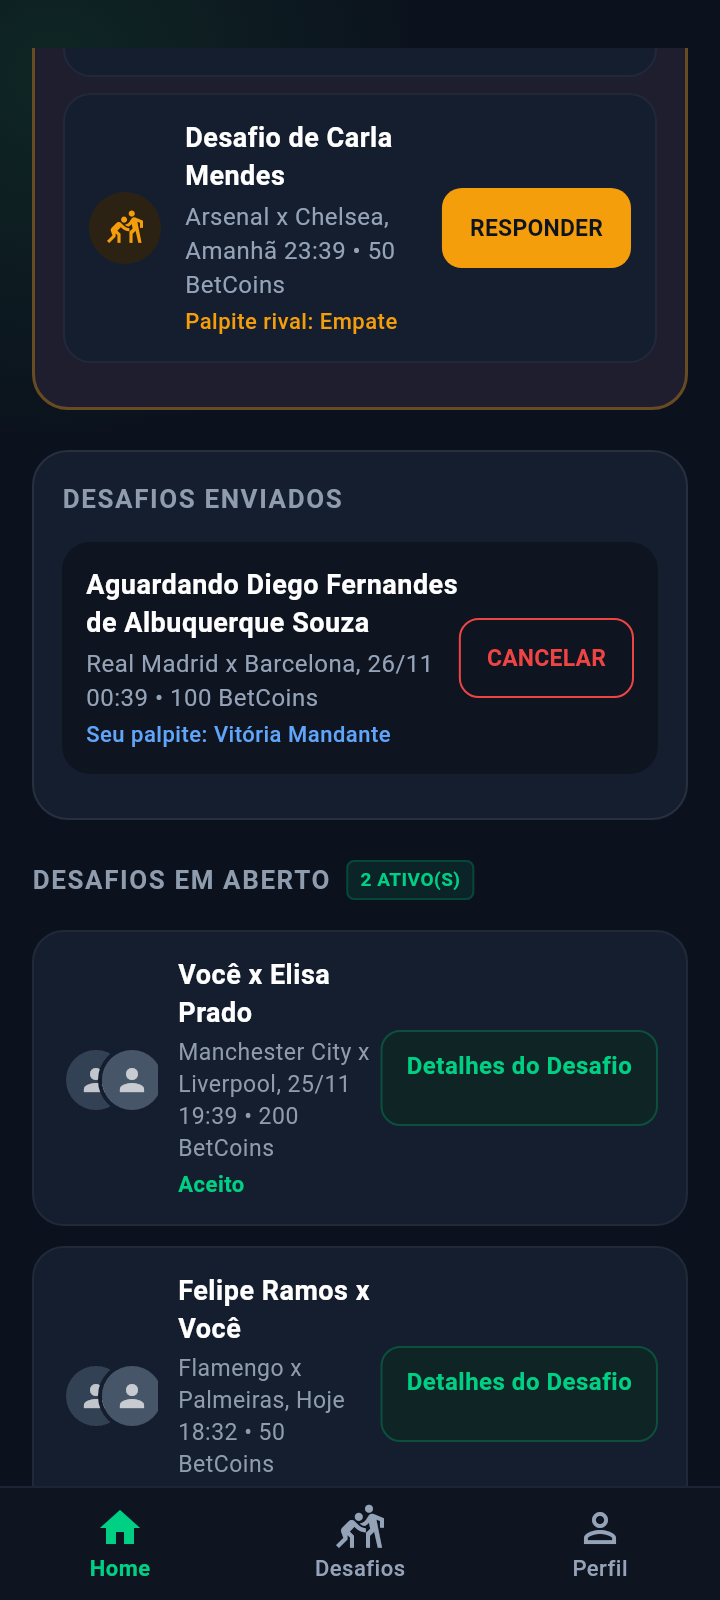 Desafio de Carla
Mendes
Arsenal x Chelsea,
Amanhã 23:39 • 50
BetCoins
Palpite rival: Empate
RESPONDER
DESAFIOS ENVIADOS
Aguardando Diego Fernandes
de Albuquerque Souza
Real Madrid x Barcelona, 26/11
00:39 • 100 BetCoins
Seu palpite: Vitória Mandante
CANCELAR
DESAFIOS EM ABERTO
2 ATIVO(S)
Você x Elisa
Prado
Manchester City x
Liverpool, 25/11
19:39 • 200
BetCoins
Aceito
Detalhes do Desafio
Felipe Ramos x
Você
Flamengo x
Palmeiras, Hoje
18:32 • 50
BetCoins
Detalhes do Desafio
Home
Desafios
Perfil